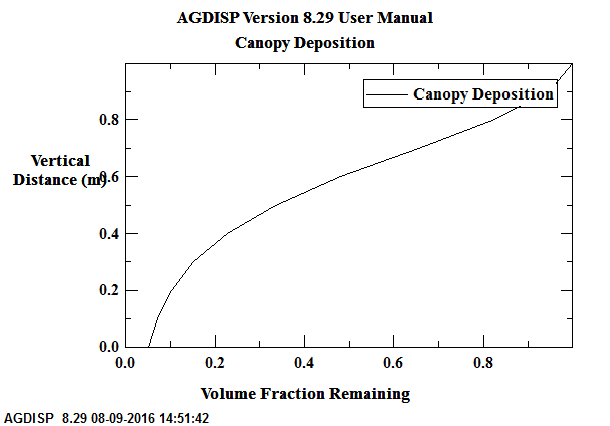 AGDISP Version 8.29 User Manual
Canopy Deposition
Canopy Deposition
0.8
Vertical
Distance (m)
0.6
0.4
0.2
0.0
0.0 0.2 0.4 0.6 0.8
Volume Fraction Remaining
AGDISP 8.29 08-09-2016 14:51:42